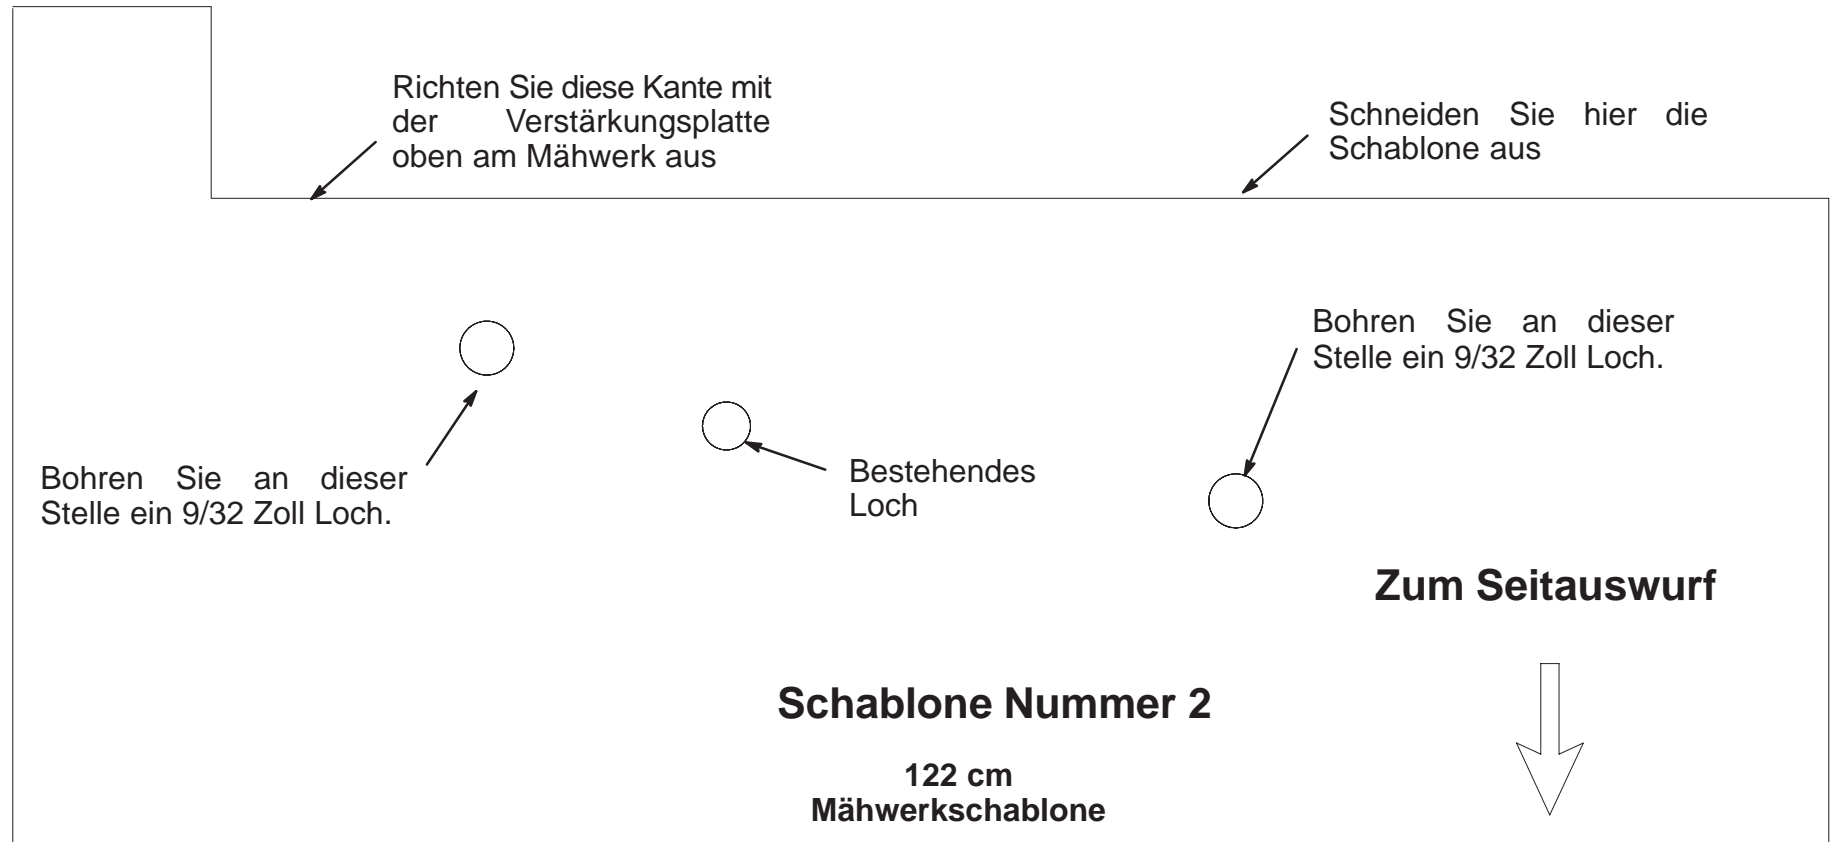 Richten Sie diese Kante mit
der Verstärkungsplatte
oben am Mähwerk aus
Schneiden Sie hier die
Schablone aus
Bohren Sie an dieser
Stelle ein 9/32 Zoll Loch.
Bohren Sie an dieser
Stelle ein 9/32 Zoll Loch.
Bestehendes
Loch
Zum Seitauswurf
Schablone Nummer 2
122 cm
Mähwerkschablone